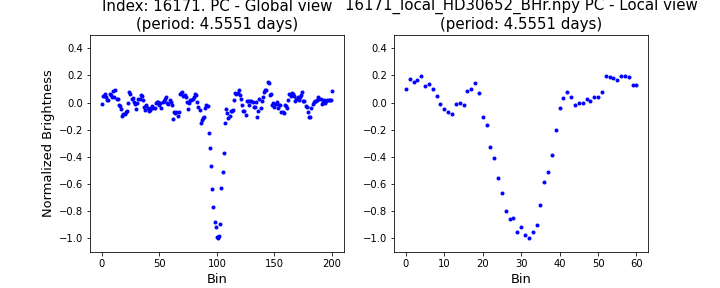 Index: 16171. PC - Global view
(period: 4.5551 days)
16171_local_HD30652_BHr.npy PC - Local view
(period: 4.5551 days)
Normalized Brightness
0.4
0.2
0.0
−0.2
−0.4
−0.6
−0.8
−1.0
0 50 100 150 200
Bin
0.4
0.2
0.0
−0.2
−0.4
−0.6
−0.8
−1.0
0 10 20 30 40 50 60
Bin